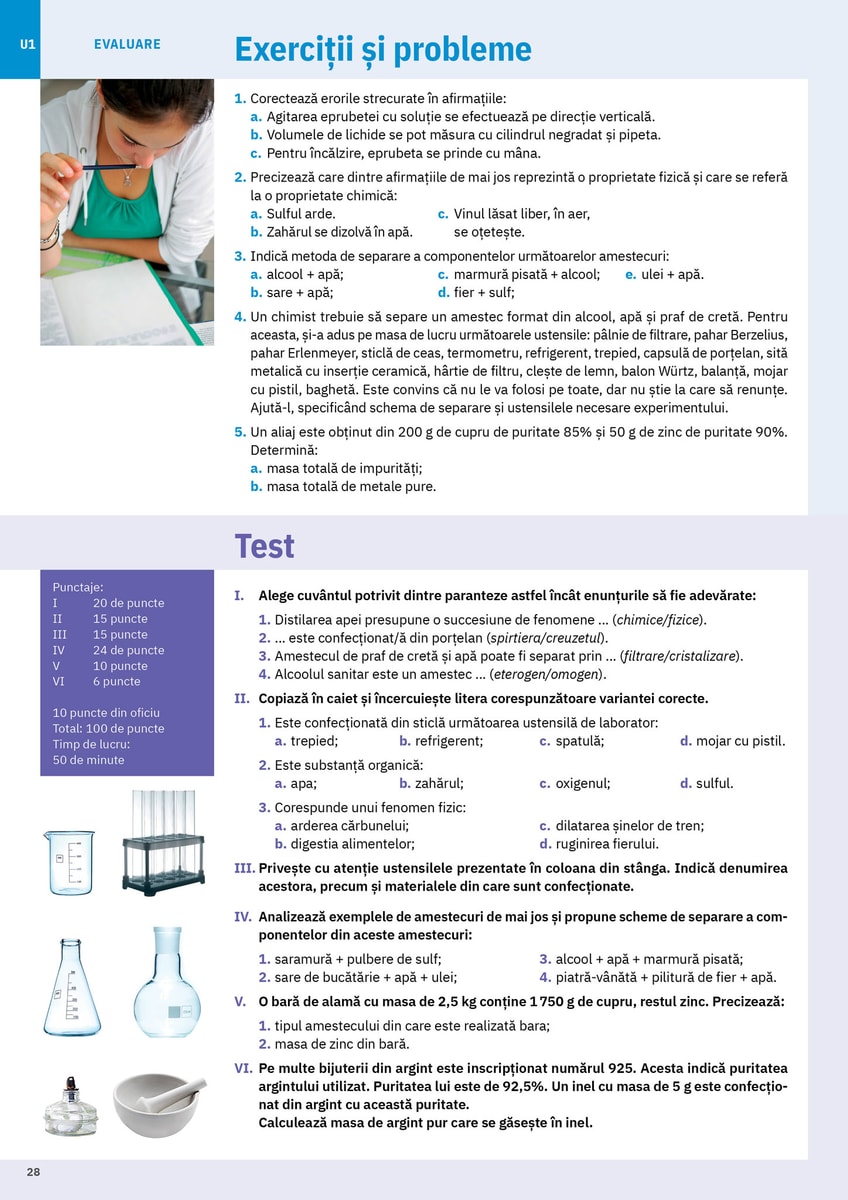 U1
EVALUARE
Exerciții și probleme
1. Corectează erorile strecurate în afirmațiile:
a. Agitarea eprubetei cu soluție se efectuează pe direcție verticală.
b. Volumele de lichide se pot măsura cu cilindrul negradat și pipeta.
c. Pentru încălzire, eprubeta se prinde cu mâna.
2. Precizează care dintre afirmațiile de mai jos reprezintă o proprietate fizică și care se referă
la o proprietate chimică:
a. Sulful arde.
b. Zahărul se dizolvă în apă.
c. Vinul lăsat liber, în aer,
se oțetește.
3. Indică metoda de separare a componentelor următoarelor amestecuri:
a. alcool + apă;
b. sare + apă;
c. marmură pisată + alcool;
d. fier + sulf;
e. ulei + apă.
4. Un chimist trebuie să separe un amestec format din alcool, apă și praf de cretă. Pentru
aceasta, și-a adus pe masa de lucru următoarele ustensile: pâlnie de filtrare, pahar Berzelius,
pahar Erlenmeyer, sticlă de ceas, termometru, refrigerent, trepied, capsulă de porțelan, sită
metalică cu inserție ceramică, hârtie de filtru, clește de lemn, balon Würtz, balanță, mojar
cu pistil, baghetă. Este convins că nu le va folosi pe toate, dar nu știe la care să renunțe.
Ajută-l, specificând schema de separare și ustensilele necesare experimentului.
5. Un aliaj este obținut din 200 g de cupru de puritate 85% și 50 g de zinc de puritate 90%.
Determină:
a. masa totală de impurități;
b. masa totală de metale pure.
Test
Punctaje:
I 20 de puncte
II 15 puncte
III 15 puncte
IV 24 de puncte
V 10 puncte
VI 6 puncte
10 puncte din oficiu
Total: 100 de puncte
Timp de lucru:
50 de minute
I. Alege cuvântul potrivit dintre paranteze astfel încât enunțurile să fie adevărate:
1. Distilarea apei presupune o succesiune de fenomene ... (chimice/fizice).
2. ... este confecționat/ă din porțelan (spirtiera/creuzetul).
3. Amestecul de praf de cretă și apă poate fi separat prin ... (filtrare/cristalizare).
4. Alcoolul sanitar este un amestec ... (eterogen/omogen).
II. Copiază în caiet și încercuiește litera corespunzătoare variantei corecte.
1. Este confecționată din sticlă următoarea ustensilă de laborator:
a. trepied; b. refrigerent; c. spatulă; d. mojar cu pistil.
2. Este substanță organică:
a. apa; b. zahărul; c. oxigenul; d. sulful.
3. Corespunde unui fenomen fizic:
a. arderea cărbunelui; c. dilatarea șinelor de tren;
b. digestia alimentelor; d. ruginirea fierului.
III. Privește cu atenție ustensilele prezentate în coloana din stânga. Indică denumirea
acestora, precum și materialele din care sunt confecționate.
IV. Analizează exemplele de amestecuri de mai jos și propune scheme de separare a com-
ponentelor din aceste amestecuri:
1. saramură + pulbere de sulf; 3. alcool + apă + marmură pisată;
2. sare de bucătărie + apă + ulei; 4. piatră-vânătă + pilitură de fier + apă.
V. O bară de alamă cu masa de 2,5 kg conține 1 750 g de cupru, restul zinc. Precizează:
1. tipul amestecului din care este realizată bara;
2. masa de zinc din bară.
VI. Pe multe bijuterii din argint este inscripționat numărul 925. Acesta indică puritatea
argintului utilizat. Puritatea lui este de 92,5%. Un inel cu masa de 5 g este confecțio-
nat din argint cu această puritate.
Calculează masa de argint pur care se găsește în inel.
28